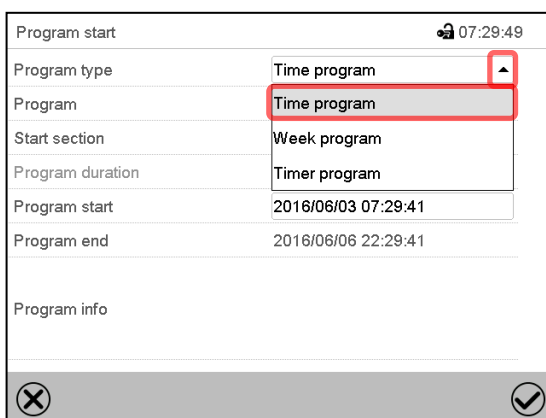 Program start 07:29:49
Program type Time program
Program Time program
Start section Week program
Program duration Timer program
Program start 2016/06/03 07:29:41
Program end 2016/06/06 22:29:41
Program info